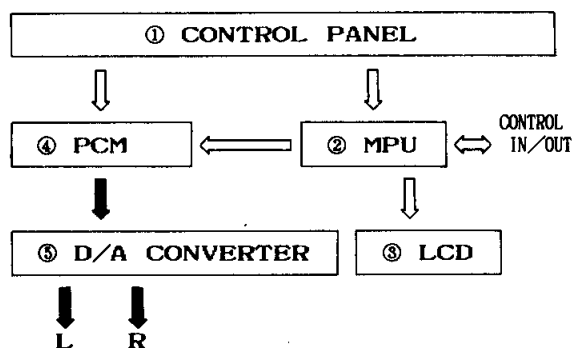 ① CONTROL PANEL
④ PCM
② MPU
CONTROL
IN/OUT
⑤ D/A CONVERTER
③ LCD
L R